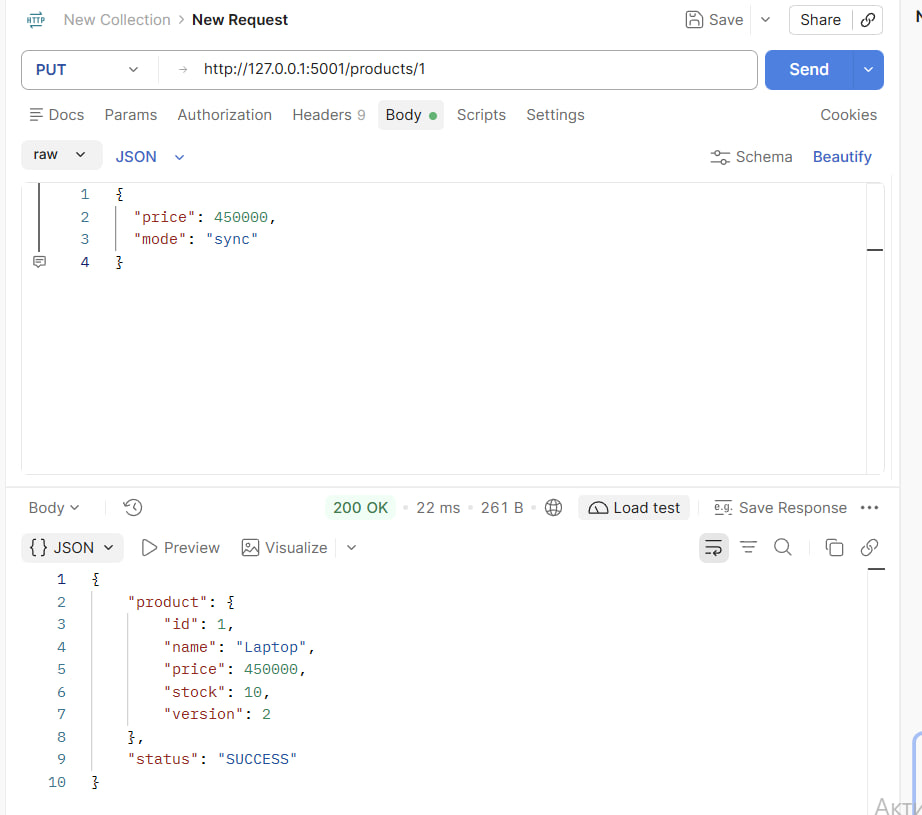 HTTP New Collection > New Request Save Share
PUT → http://127.0.0.1:5001/products/1 Send
Docs Params Authorization Headers 9 Body Scripts Settings Cookies
raw JSON Schema Beautify
1 {
2 "price": 450000,
3 "mode": "sync"
4 }
Body 200 OK • 22 ms • 261 B • Load test e.g. Save Response •••
{} JSON Preview Visualize
1 {
2 "product": {
3 "id": 1,
4 "name": "Laptop",
5 "price": 450000,
6 "stock": 10,
7 "version": 2
8 },
9 "status": "SUCCESS"
10 }